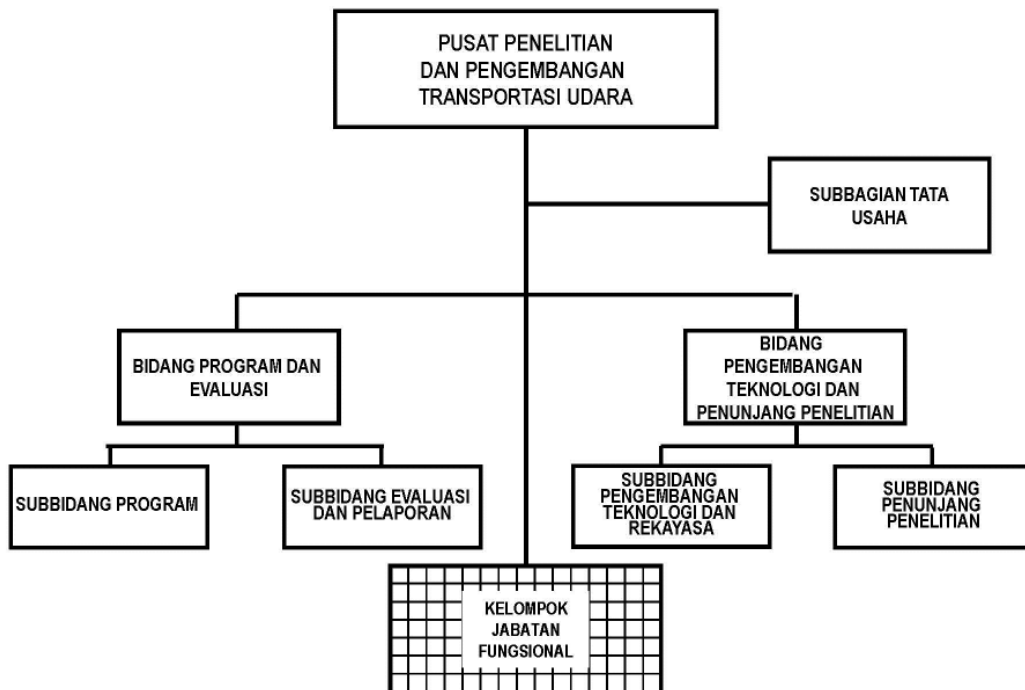 PUSAT PENELITIAN
DAN PENGEMBANGAN
TRANSPORTASI UDARA
SUBBAGIAN TATA
USAHA
BIDANG PROGRAM DAN
EVALUASI
BIDANG
PENGEMBANGAN
TEKNOLOGI DAN
PENUNJANG PENELITIAN
SUBBIDANG PROGRAM
SUBBIDANG EVALUASI
DAN PELAPORAN
SUBBIDANG
PENGEMBANGAN
TEKNOLOGI DAN
REKAYASA
SUBBIDANG
PENUNJANG
PENELITIAN
KELOMPOK
JABATAN
FUNGSIONAL